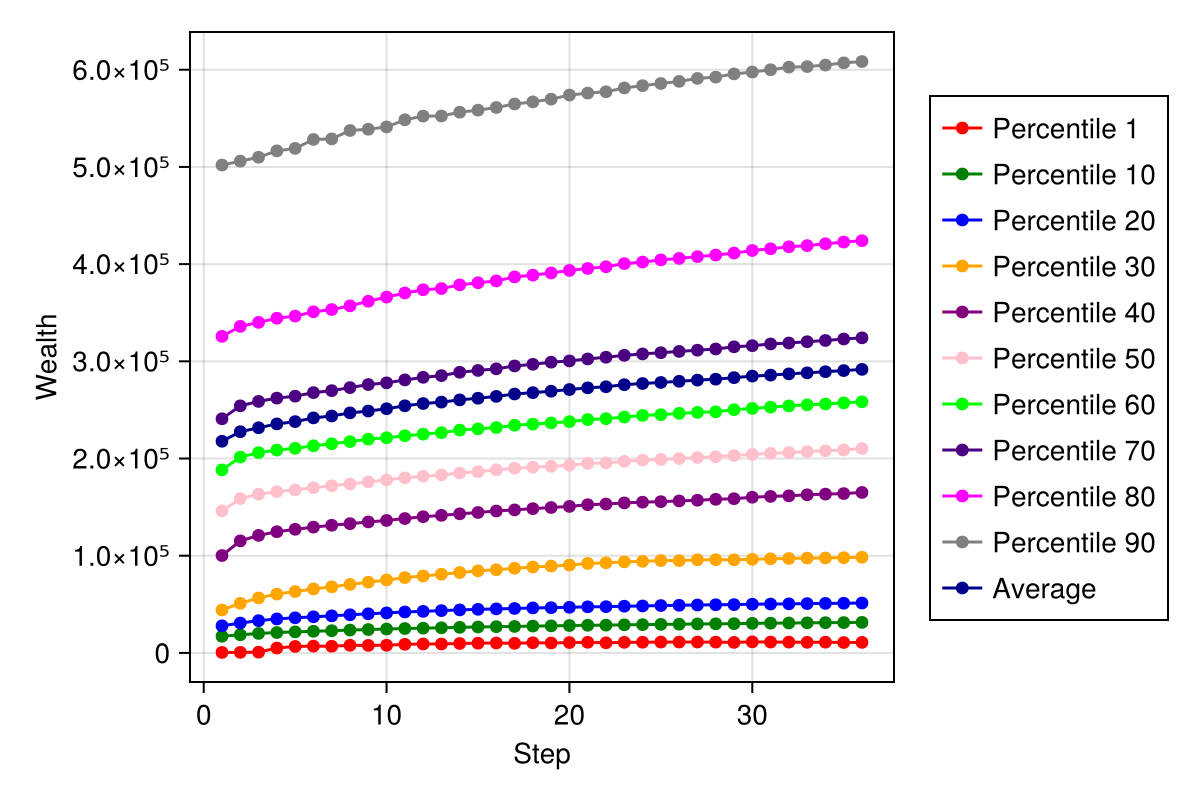 6.0×10⁵
5.0×10⁵
4.0×10⁵
3.0×10⁵
2.0×10⁵
1.0×10⁵
0
Wealth
0 10 20 30
Step
Percentile 1
Percentile 10
Percentile 20
Percentile 30
Percentile 40
Percentile 50
Percentile 60
Percentile 70
Percentile 80
Percentile 90
Average